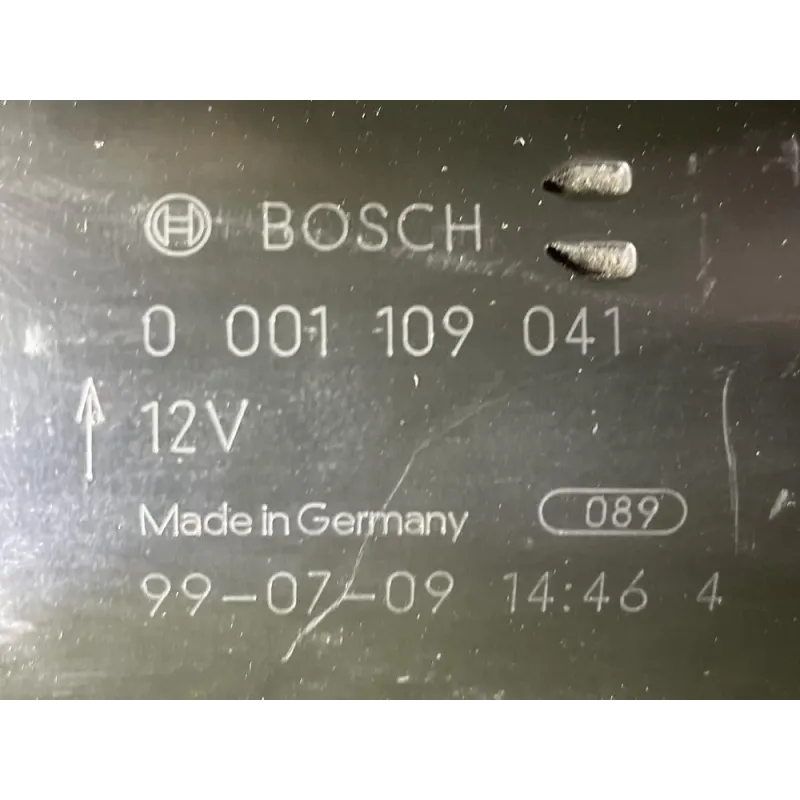 BOSCH
0 001 109 041
12V
Made in Germany 089
99-07-09 14:46 4